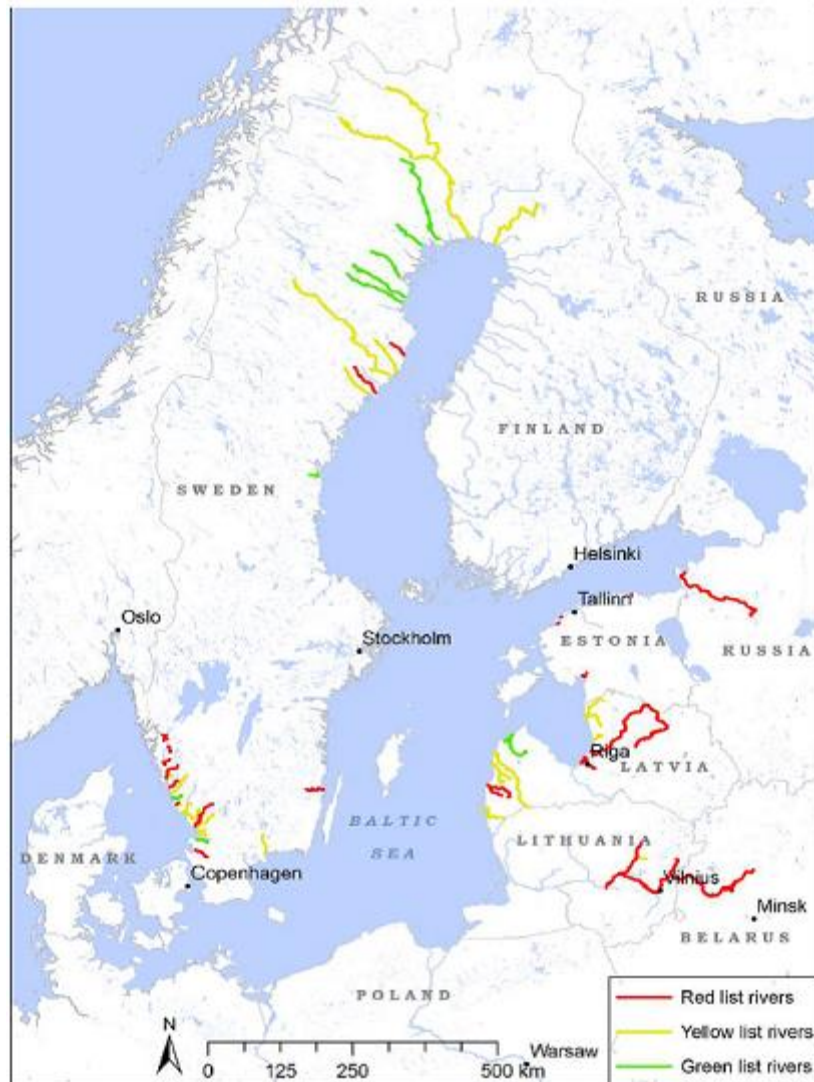 RUSSIA
FINLAND
SWEDEN
Helsinki
Oslo
Tallinn
Stockholm
ESTONIA
RUSSIA
Riga
LATVIA
BALTIC
SEA
LITHUANIA
DENMARK
Copenhagen
Vilnius
Minsk
BELARUS
POLAND
Red list rivers
Yellow list rivers
Green list rivers
N
Warsaw
0 125 250 500 km